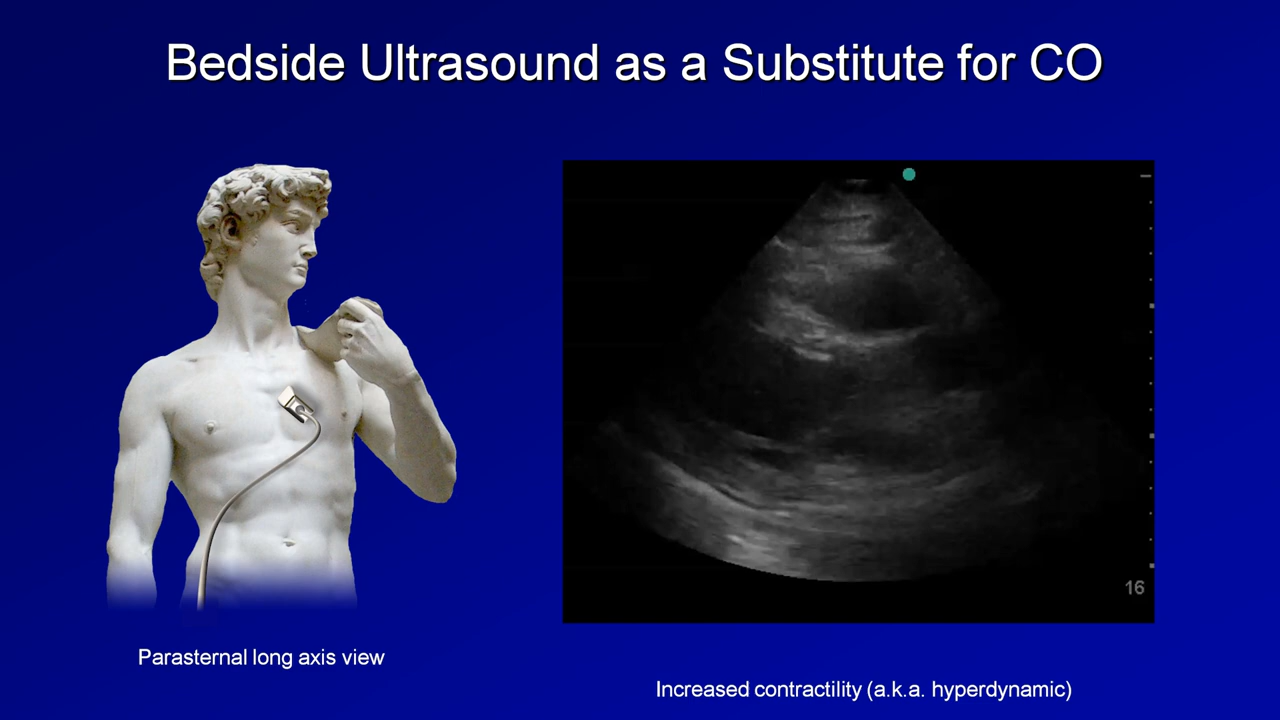 Bedside Ultrasound as a Substitute for CO
16
Parasternal long axis view
Increased contractility (a.k.a. hyperdynamic)